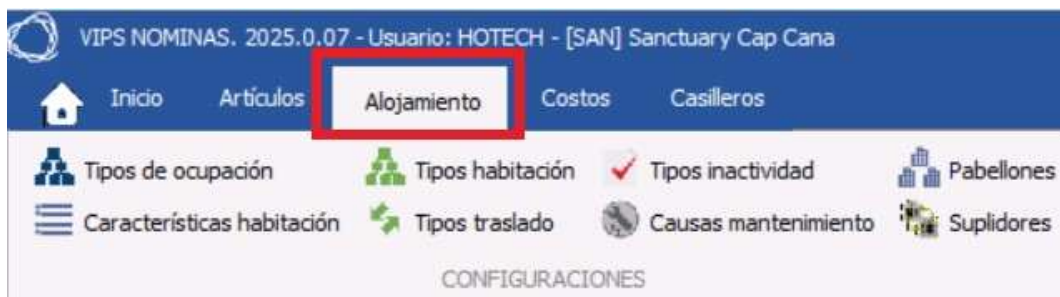 VIPS NOMINAS. 2025.0.07 - Usuario: HOTECH - [SAN] Sanctuary Cap Cana
Inicio Artículos Alojamiento Costos Casilleros
Tipos de ocupación Tipos habitación Tipos inactividad Pabellones
Características habitación Tipos traslado Causas mantenimiento Suplidores
CONFIGURACIONES